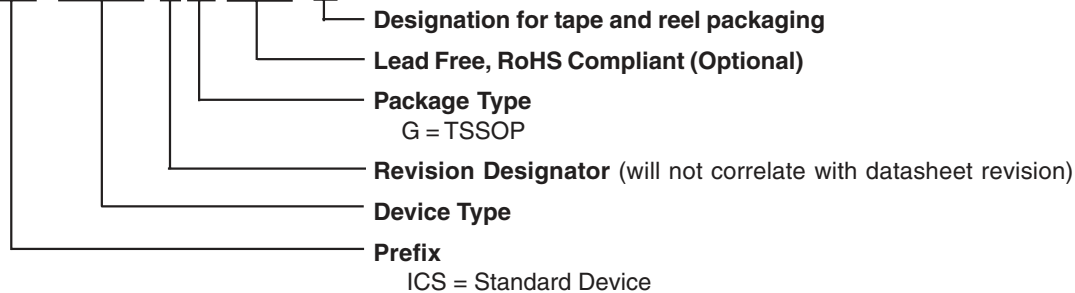 Designation for tape and reel packaging
Lead Free, RoHS Compliant (Optional)
Package Type
G = TSSOP
Revision Designator (will not correlate with datasheet revision)
Device Type
Prefix
ICS = Standard Device